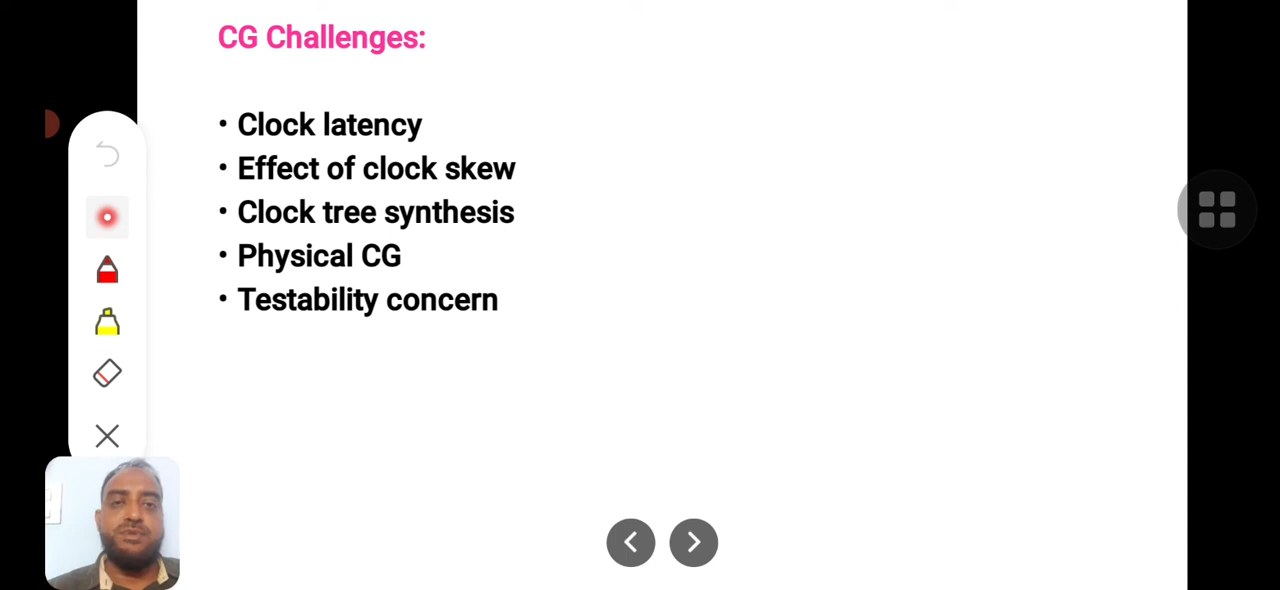 CG Challenges:
• Clock latency
• Effect of clock skew
• Clock tree synthesis
• Physical CG
• Testability concern